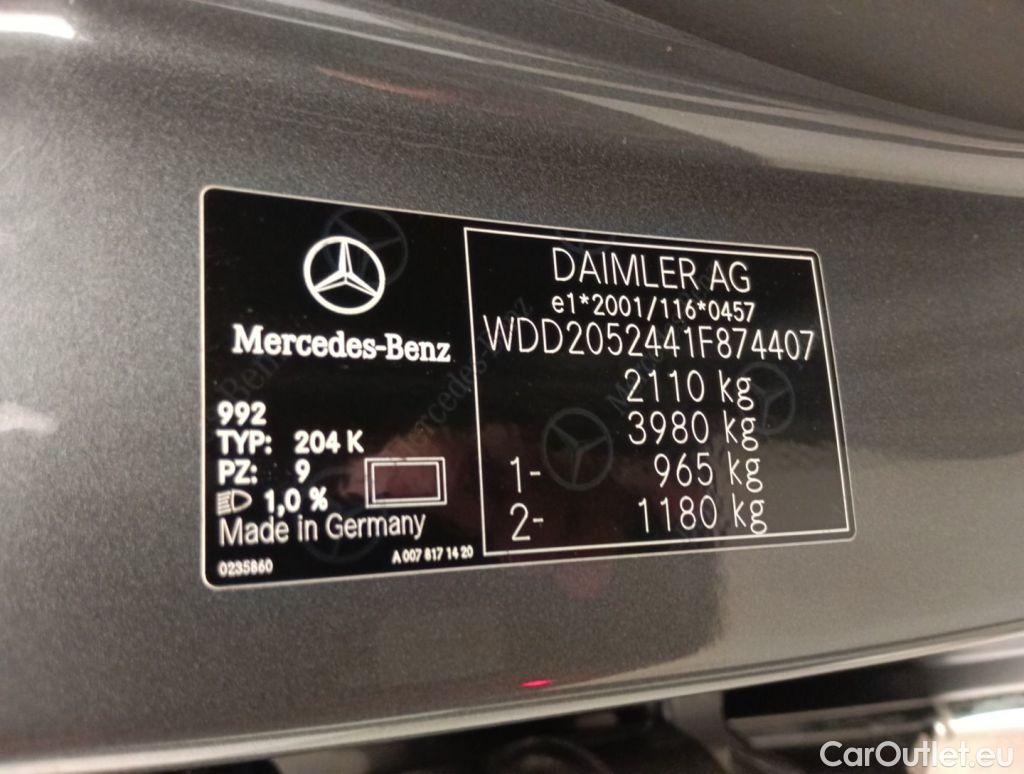 Mercedes-Benz
992
TYP: 204 K
PZ: 9
1,0 %
Made in Germany
0235860
A 007 817 14 20
DAIMLER AG
e1*2001/116*0457
WDD2052441F874407
2110 kg
3980 kg
1- 965 kg
2- 1180 kg
CarOutlet.eu